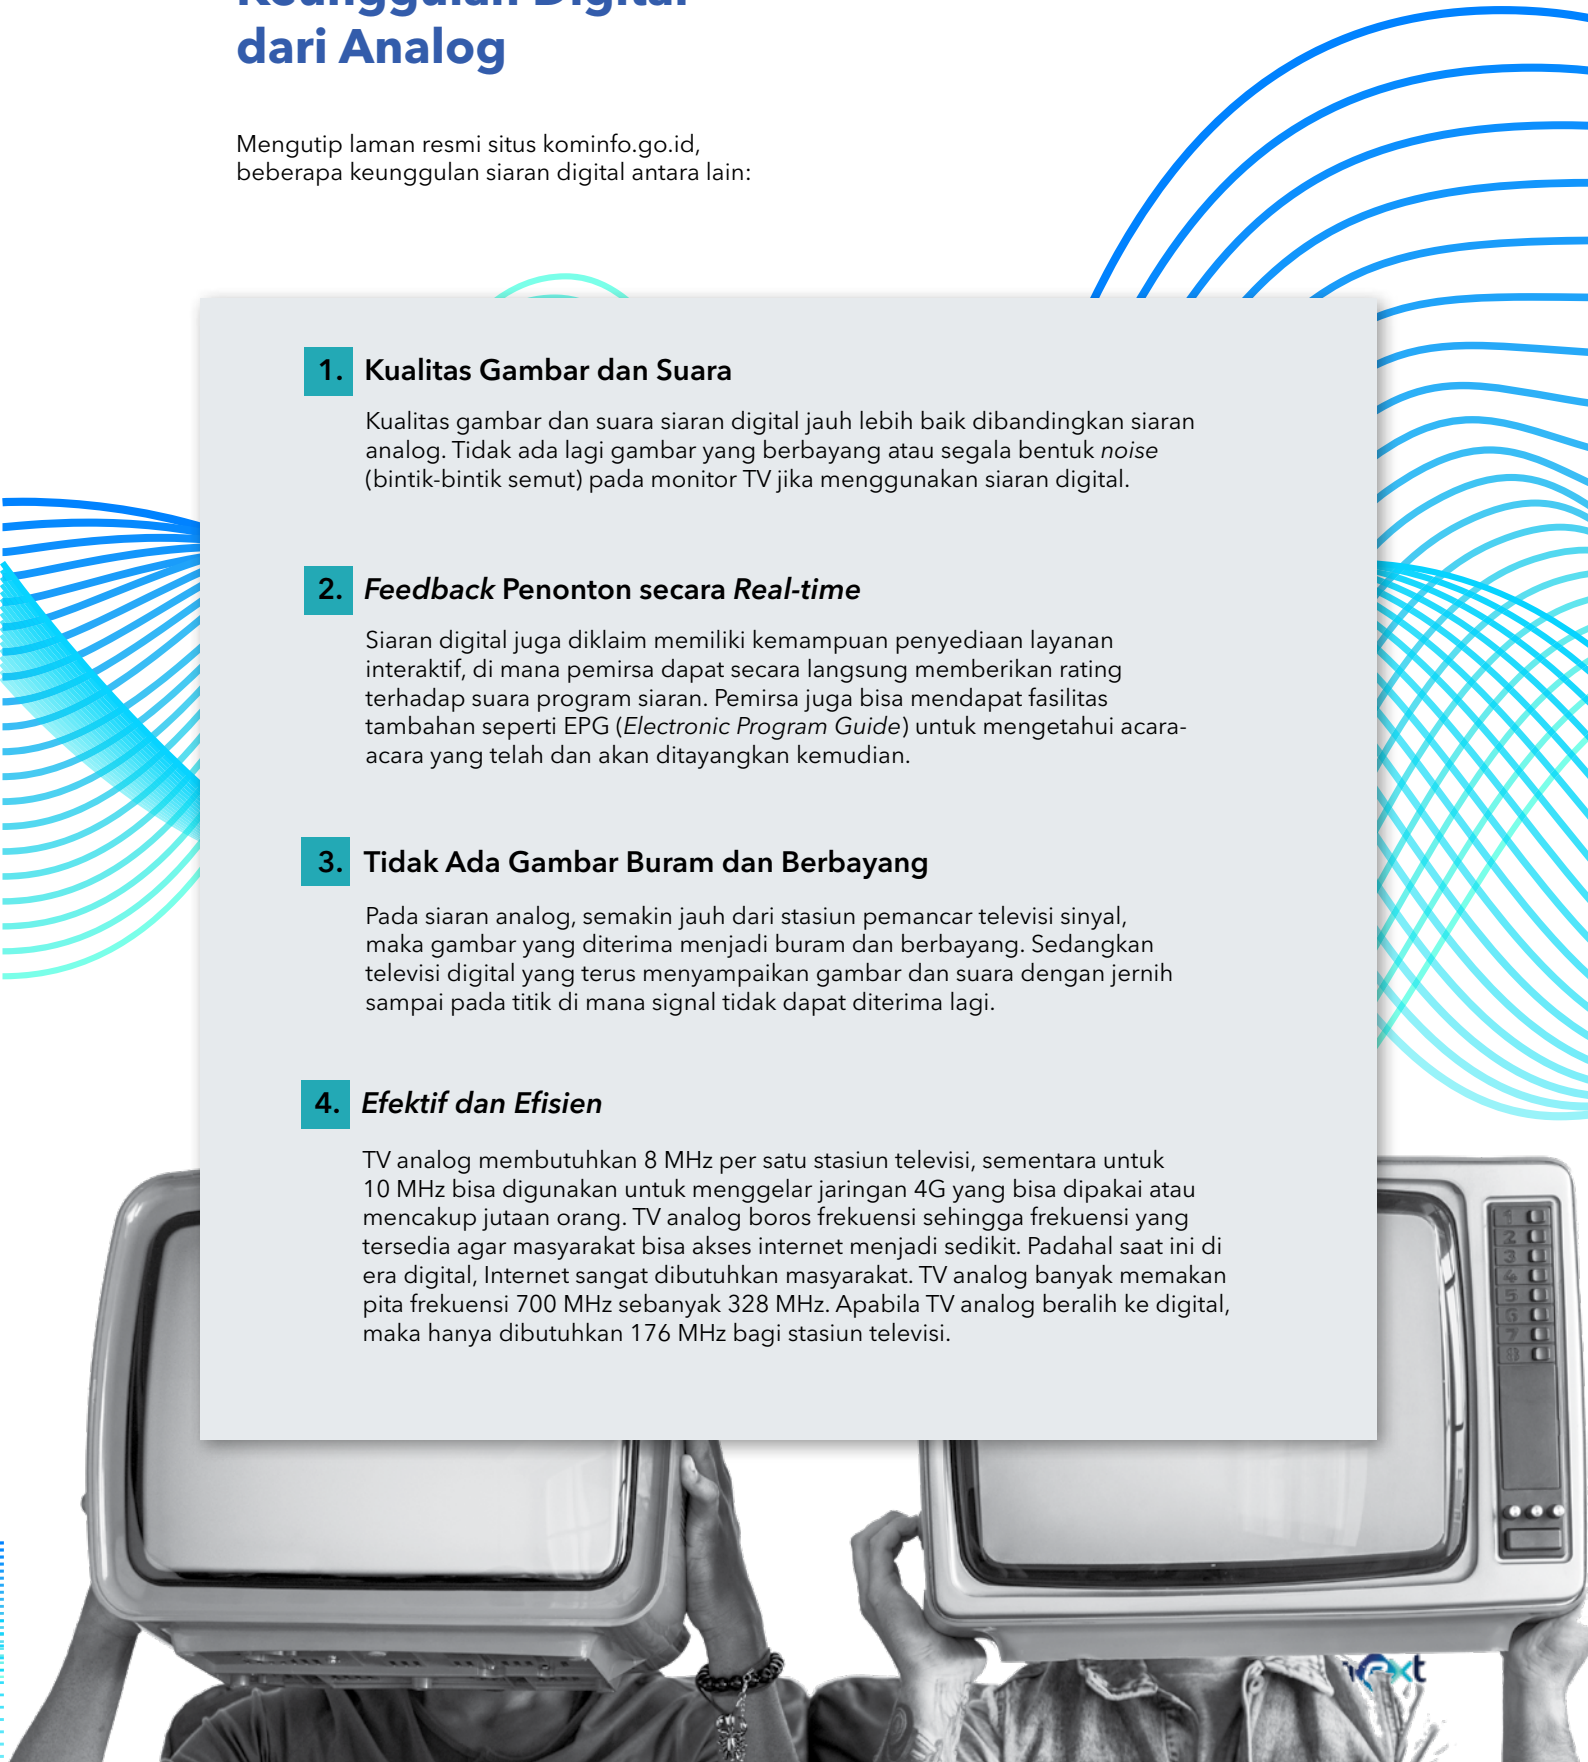 Keunggulan Digital
dari Analog
Mengutip laman resmi situs kominfo.go.id,
beberapa keunggulan siaran digital antara lain:
1. Kualitas Gambar dan Suara
Kualitas gambar dan suara siaran digital jauh lebih baik dibandingkan siaran
analog. Tidak ada lagi gambar yang berbayang atau segala bentuk noise
(bintik-bintik semut) pada monitor TV jika menggunakan siaran digital.
2. Feedback Penonton secara Real-time
Siaran digital juga diklaim memiliki kemampuan penyediaan layanan
interaktif, di mana pemirsa dapat secara langsung memberikan rating
terhadap suara program siaran. Pemirsa juga bisa mendapat fasilitas
tambahan seperti EPG (Electronic Program Guide) untuk mengetahui acara-
acara yang telah dan akan ditayangkan kemudian.
3. Tidak Ada Gambar Buram dan Berbayang
Pada siaran analog, semakin jauh dari stasiun pemancar televisi sinyal,
maka gambar yang diterima menjadi buram dan berbayang. Sedangkan
televisi digital yang terus menyampaikan gambar dan suara dengan jernih
sampai pada titik di mana signal tidak dapat diterima lagi.
4. Efektif dan Efisien
TV analog membutuhkan 8 MHz per satu stasiun televisi, sementara untuk
10 MHz bisa digunakan untuk menggelar jaringan 4G yang bisa dipakai atau
mencakup jutaan orang. TV analog boros frekuensi sehingga frekuensi yang
tersedia agar masyarakat bisa akses internet menjadi sedikit. Padahal saat ini di
era digital, Internet sangat dibutuhkan masyarakat. TV analog banyak memakan
pita frekuensi 700 MHz sebanyak 328 MHz. Apabila TV analog beralih ke digital,
maka hanya dibutuhkan 176 MHz bagi stasiun televisi.
1
2
3
4
5
6
7
8